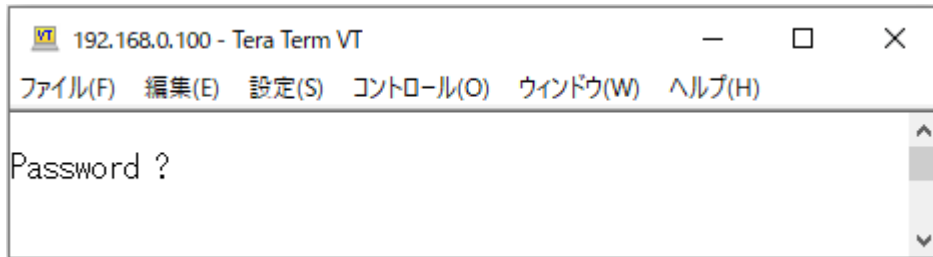 192.168.0.100 - Tera Term VT
ファイル(F) 編集(E) 設定(S) コントロール(O) ウィンドウ(W) ヘルプ(H)
Password ?